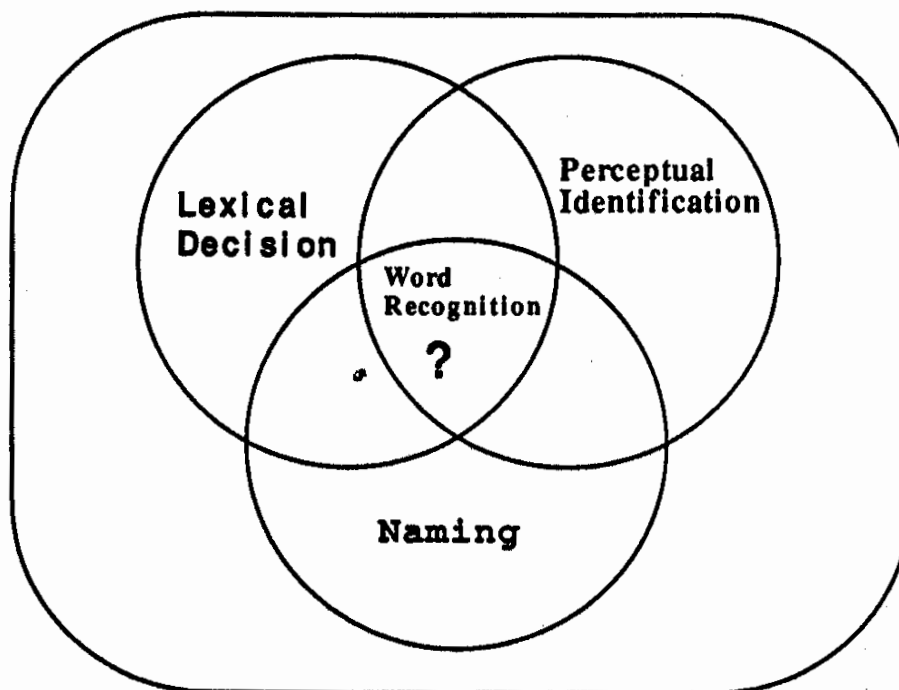 Lexical
Decision
Perceptual
Identification
Word
Recognition
?
Naming